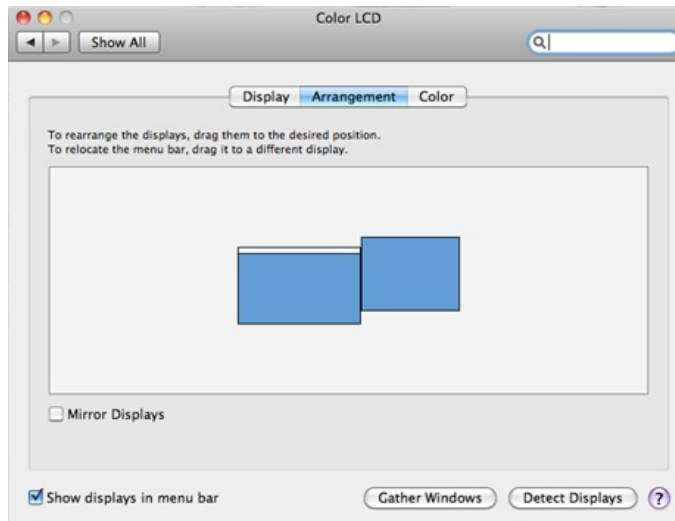 Color LCD
Show All
Display Arrangement Color
To rearrange the displays, drag them to the desired position.
To relocate the menu bar, drag it to a different display.
Mirror Displays
Show displays in menu bar Gather Windows Detect Displays ?